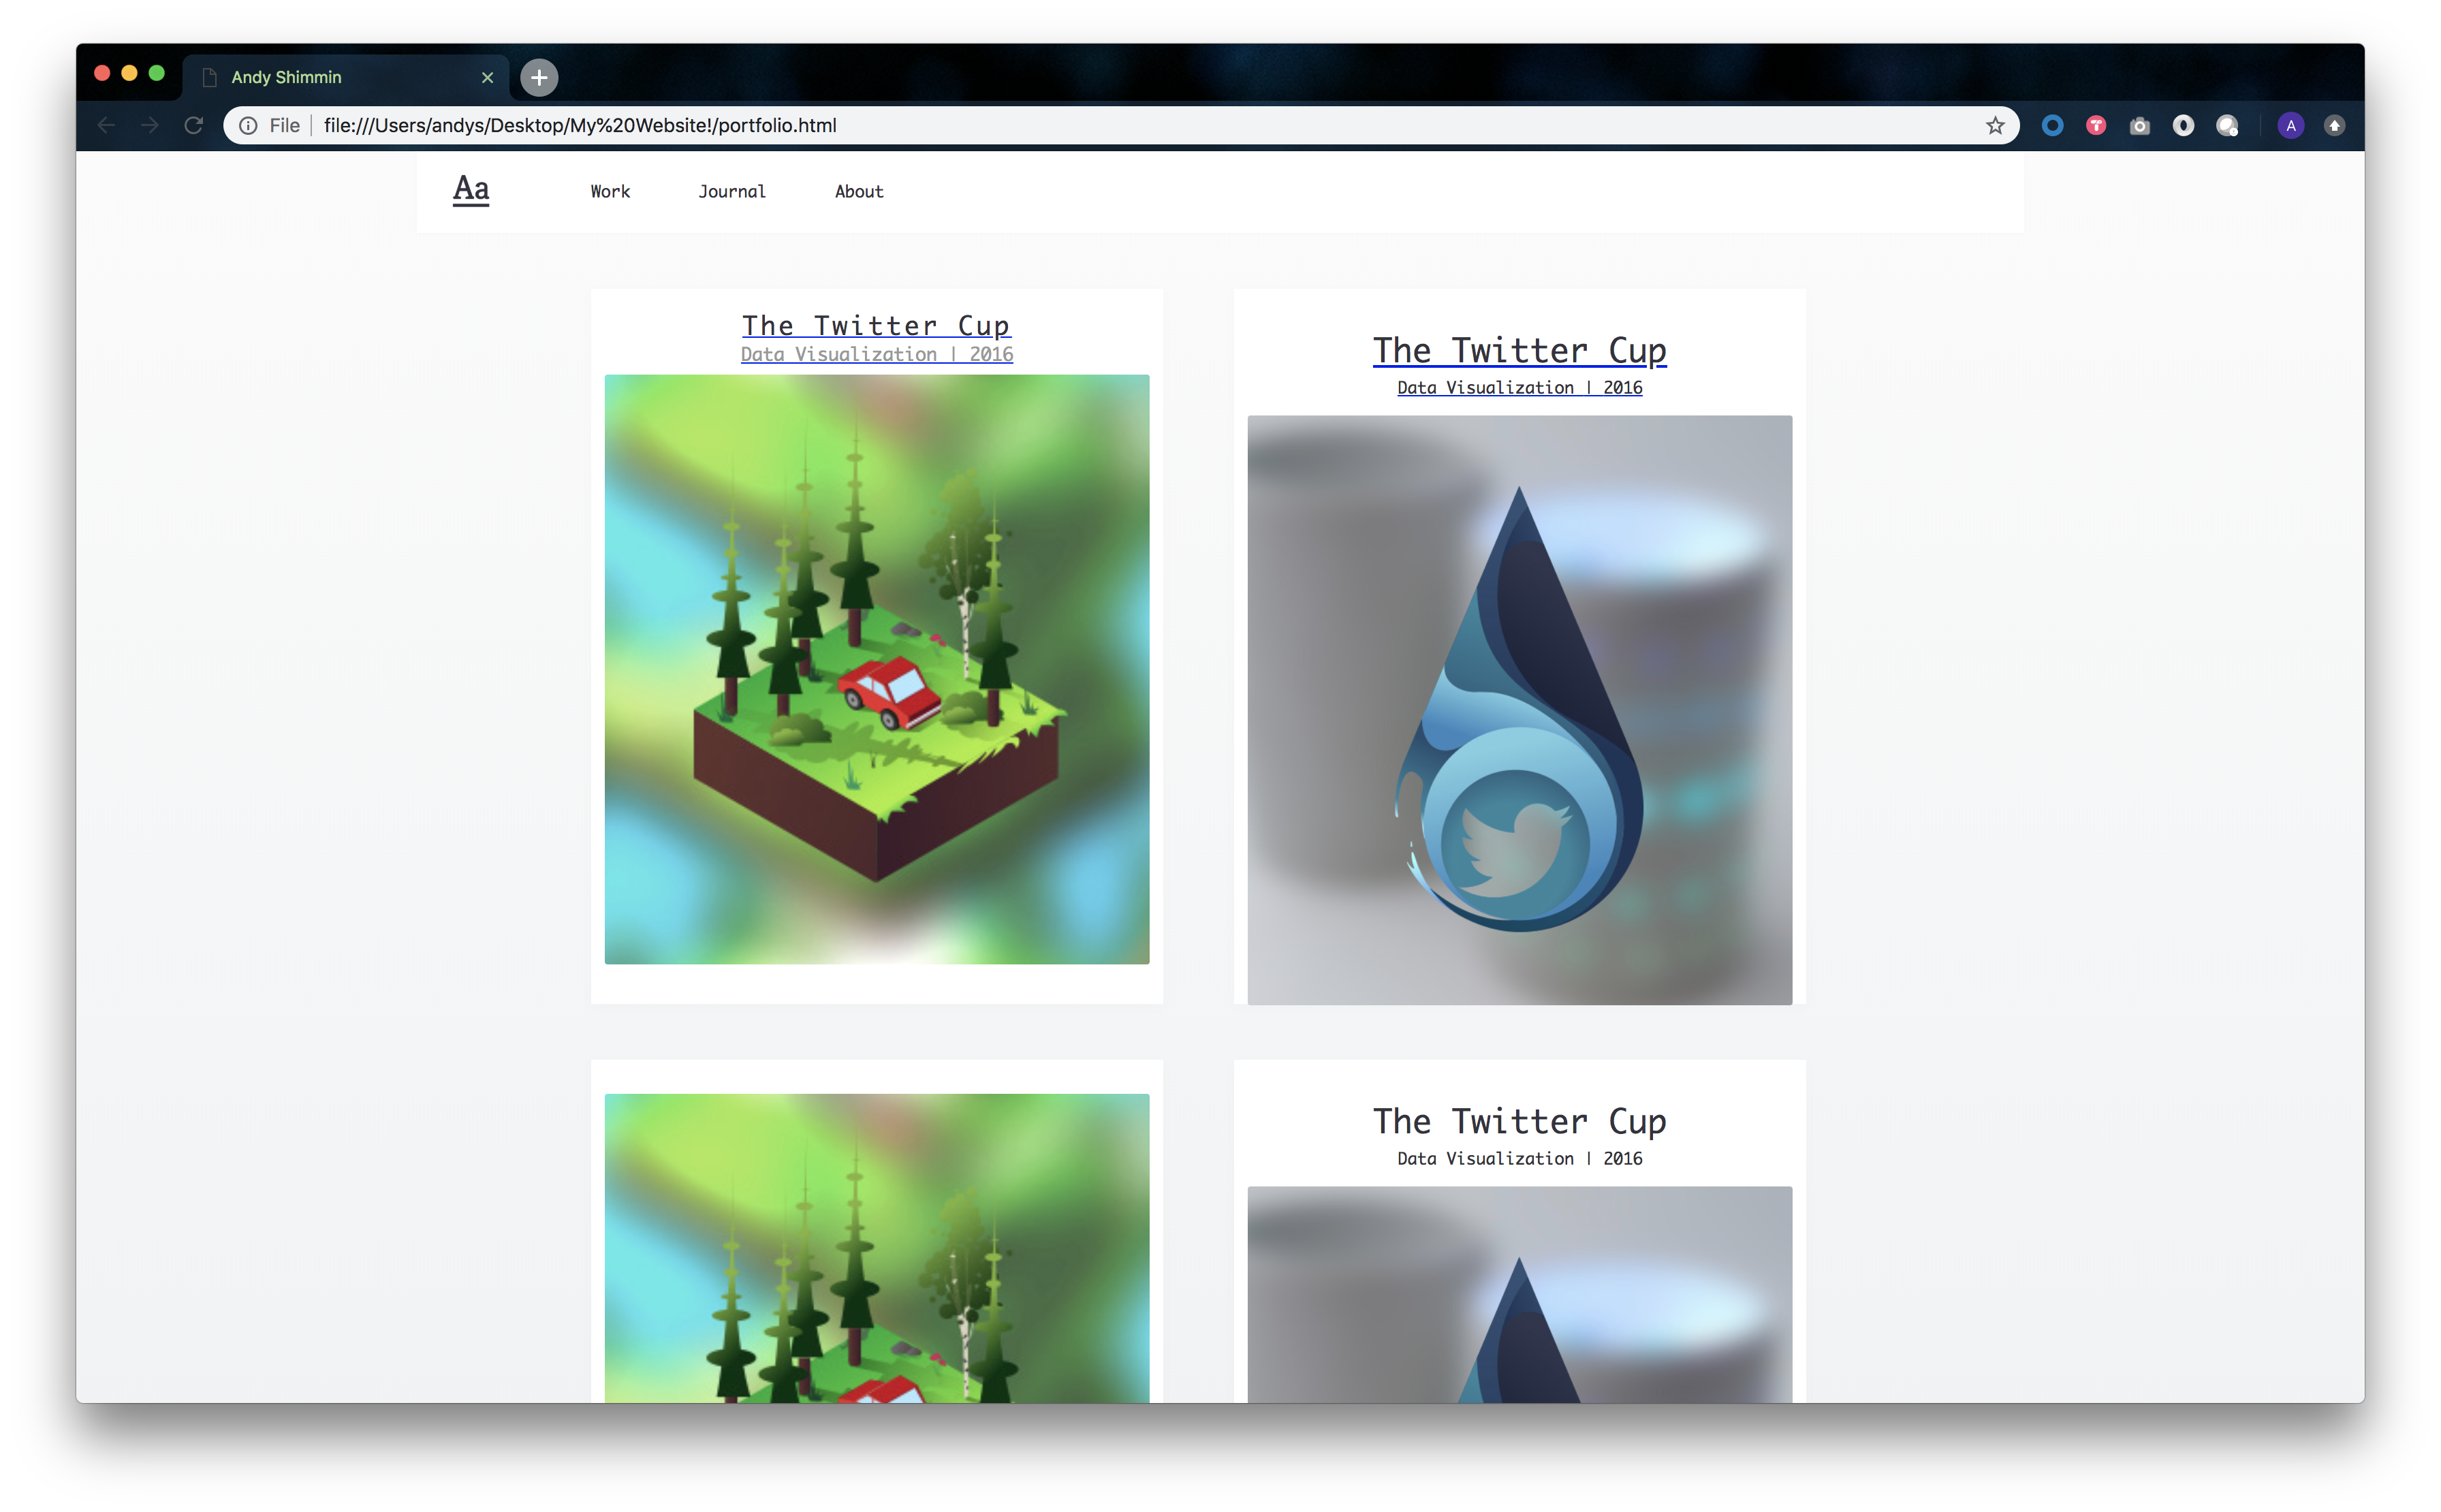 Andy Shimmin
File file:///Users/andys/Desktop/My%20Website!/portfolio.html
A
Aa Work Journal About
The Twitter Cup
Data Visualization | 2016
The Twitter Cup
Data Visualization | 2016
The Twitter Cup
Data Visualization | 2016